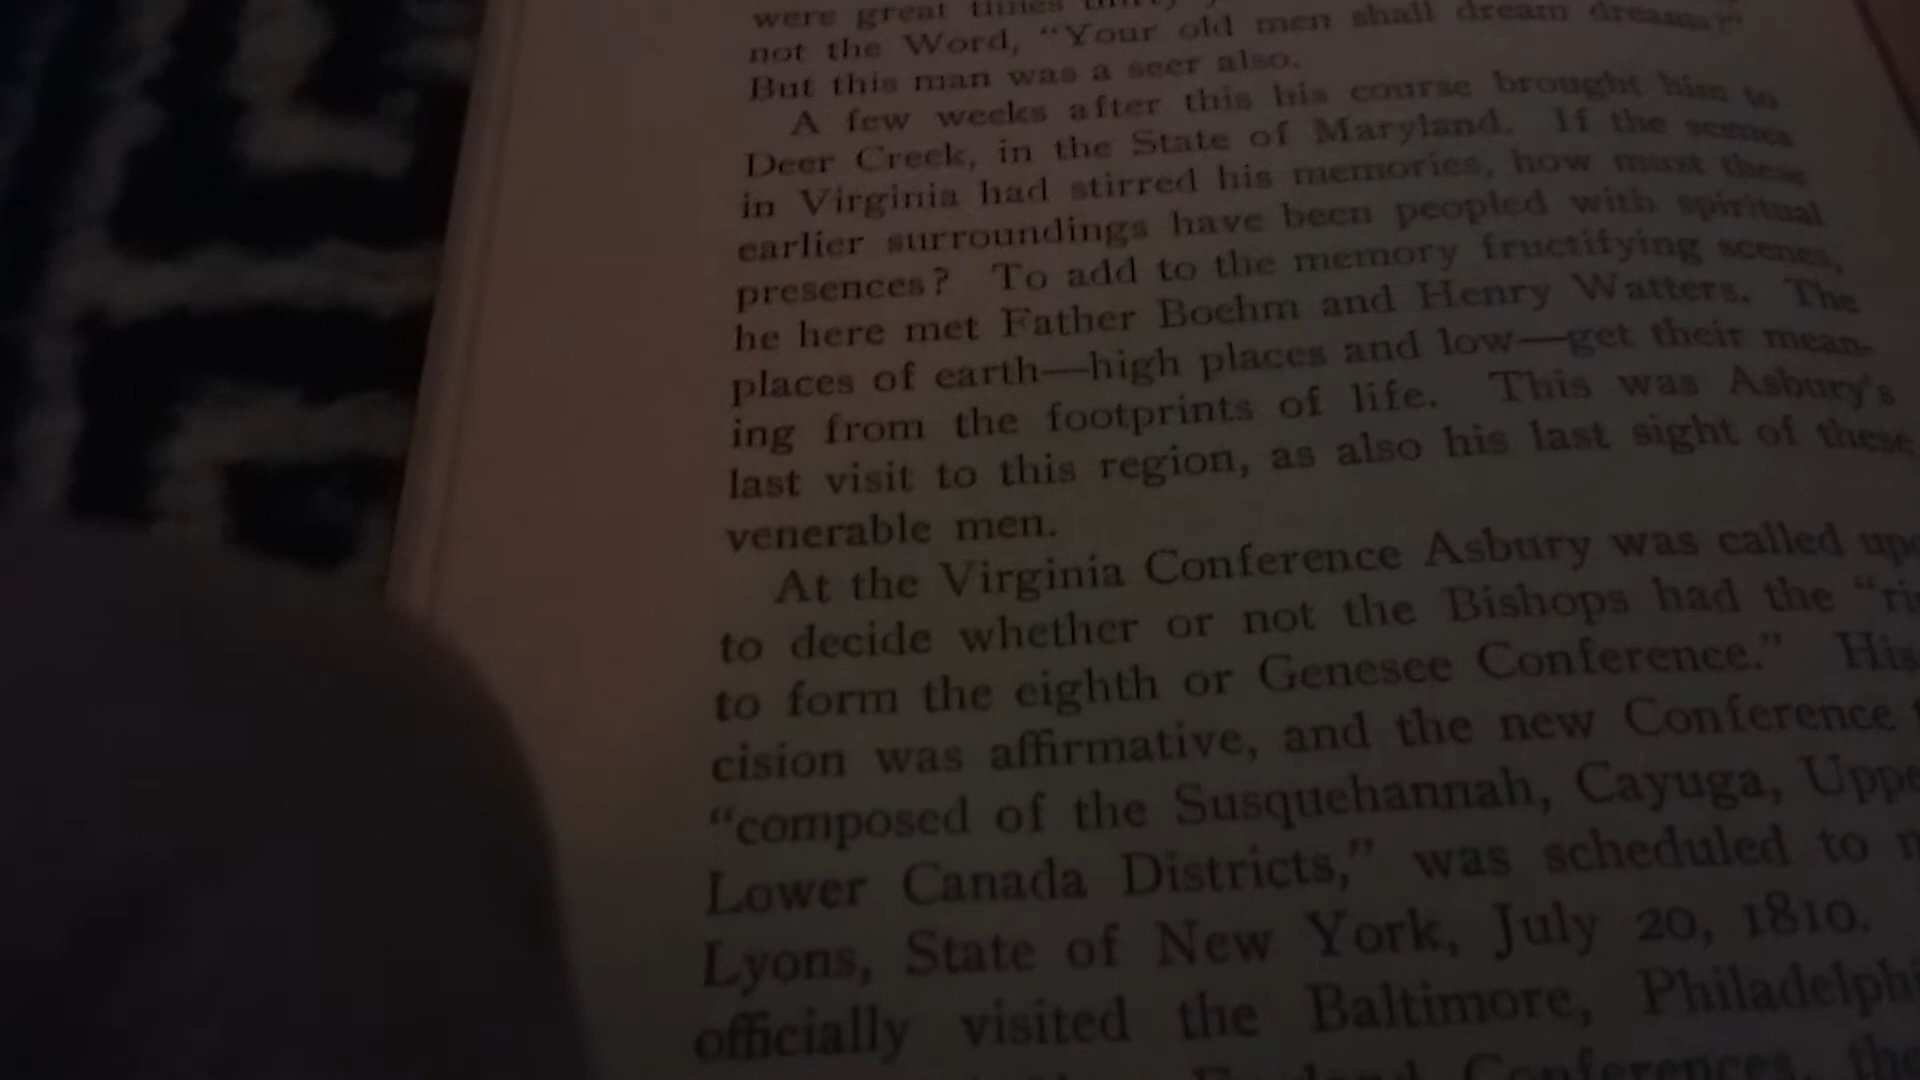 were great times
not the Word, “Your old men shall dream dreams?”
But this man was a seer also.
A few weeks after this his course brought him to
Deer Creek, in the State of Maryland. If the scenes
in Virginia had stirred his memories, how must these
earlier surroundings have been peopled with spiritual
presences? To add to the memory fructifying scenes,
he here met Father Boehm and Henry Watters. The
places of earth—high places and low—get their mean-
ing from the footprints of life. This was Asbury's
last visit to this region, as also his last sight of these
venerable men.
At the Virginia Conference Asbury was called
to decide whether or not the Bishops had the
to form the eighth or Genesee Conference.” His
cision was affirmative, and the new Conference
“composed of the Susquehannah, Cayuga,
Lower Canada Districts,” was scheduled to
Lyons, State of New York, July 20, 1810.
officially visited the Baltimore,
Conferences,